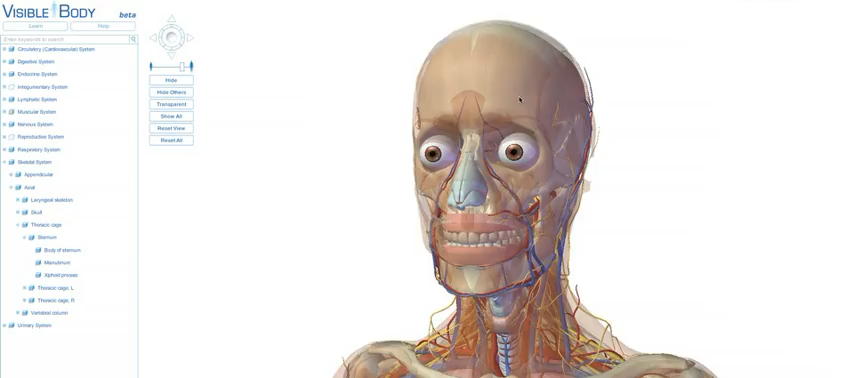 VISIBLE BODY
beta
Learn
Help
Enter keywords to search
Circulatory (Cardiovascular) System
Digestive System
Endocrine System
Integumentary System
Lymphatic System
Muscular System
Nervous System
Reproductive System
Respiratory System
Skeletal System
Appendicular
Axial
Laryngeal skeleton
Skull
Thoracic cage
Sternum
Body of sternum
Manubrium
Xiphoid process
Thoracic cage, L
Thoracic cage, R
Vertebral column
Urinary System
Hide
Hide Others
Transparent
Show All
Reset View
Reset All